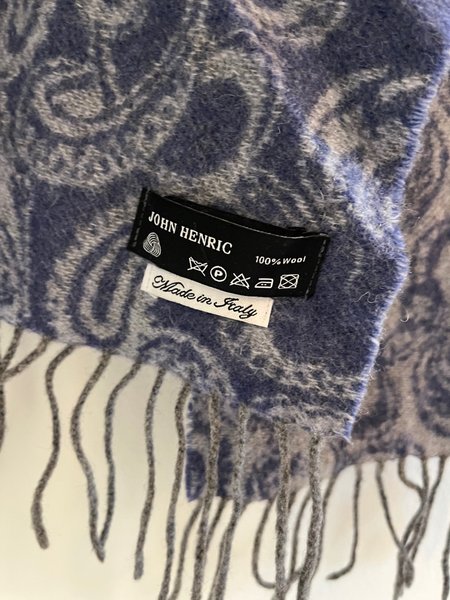 JOHN HENRIC
100% Wool
P
Made in Italy